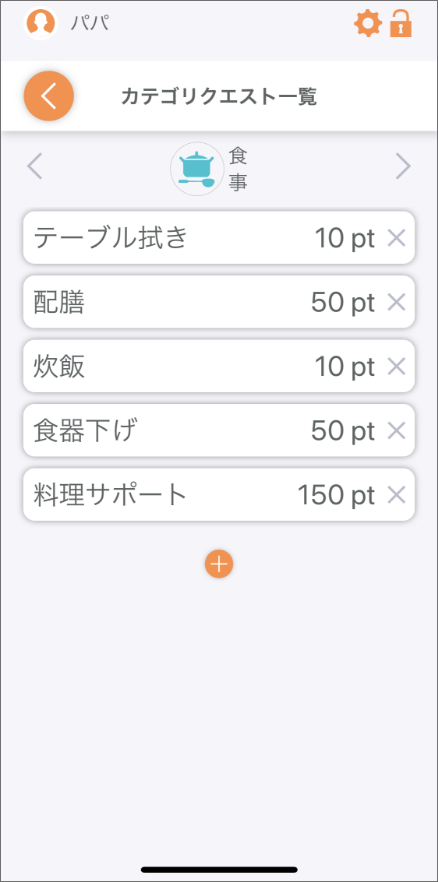 パパ
カテゴリクエスト一覧
食
事
テーブル拭き 10 pt
配膳 50 pt
炊飯 10 pt
食器下げ 50 pt
料理サポート 150 pt